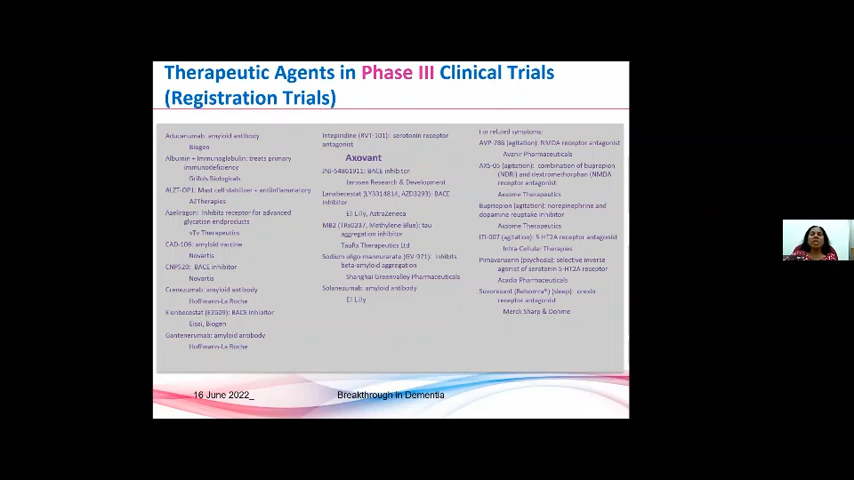 Therapeutic Agents in Phase III Clinical Trials
(Registration Trials)
Aducanumab: amyloid antibody
Biogen
Albumin + Immunoglobulin: treats primary
immunodeficiency
Grifols Biologicals
ALZT-OP1: Mast cell stabilizer + antiinflammatory
AZTherapies
Azeliragon: Inhibits receptor for advanced
glycation endproducts
vTv Therapeutics
CAD-106: amyloid vaccine
Novartis
CNP520: BACE inhibitor
Novartis
Crenezumab: amyloid antibody
Hoffmann-La Roche
Elenbecestat (E2609): BACE Inhibitor
Eisai, Biogen
Gantenerumab: amyloid antibody
Hoffmann-La Roche
Intepiridine (RVT-101): serotonin receptor
antagonist
Axovant
JNJ-54861911: BACE inhibitor
Janssen Research & Development
Lanabecestat (LY3314814, AZD3293): BACE
inhibitor
Eli Lilly, AstraZeneca
(TRx0237, Methylene Blue): tau
aggregation inhibitor
TauRx Therapeutics Ltd
Sodium oligo-mannurarate (GV-971): inhibits
beta-amyloid aggregation
Shanghai Greenvalley Pharmaceuticals
Solanezumab: amyloid antibody
Eli Lilly
For related symptoms:
AVP-786 (agitation): NMDA receptor antagonist
Avanir Pharmaceuticals
AXS-05 (agitation): combination of bupropion
(NDRI) and dextromethorphan (NMDA
receptor antagonist
Axsome Therapeutics
Bupropion (agitation): norepinephrine and
dopamine reuptake inhibitor
Axsome Therapeutics
ITI-007 (agitation): 5-HT2A receptor antagonist
Intra-Cellular Therapies
Pimavanserin (psychosis): selective inverse
agonist of serotonin 5-HT2A receptor
Acadia Pharmaceuticals
Suvorexant (Belsomra®) (sleep): orexin
receptor antagonist
Merck Sharp & Dohme
16 June 2022_
Breakthrough in Dementia